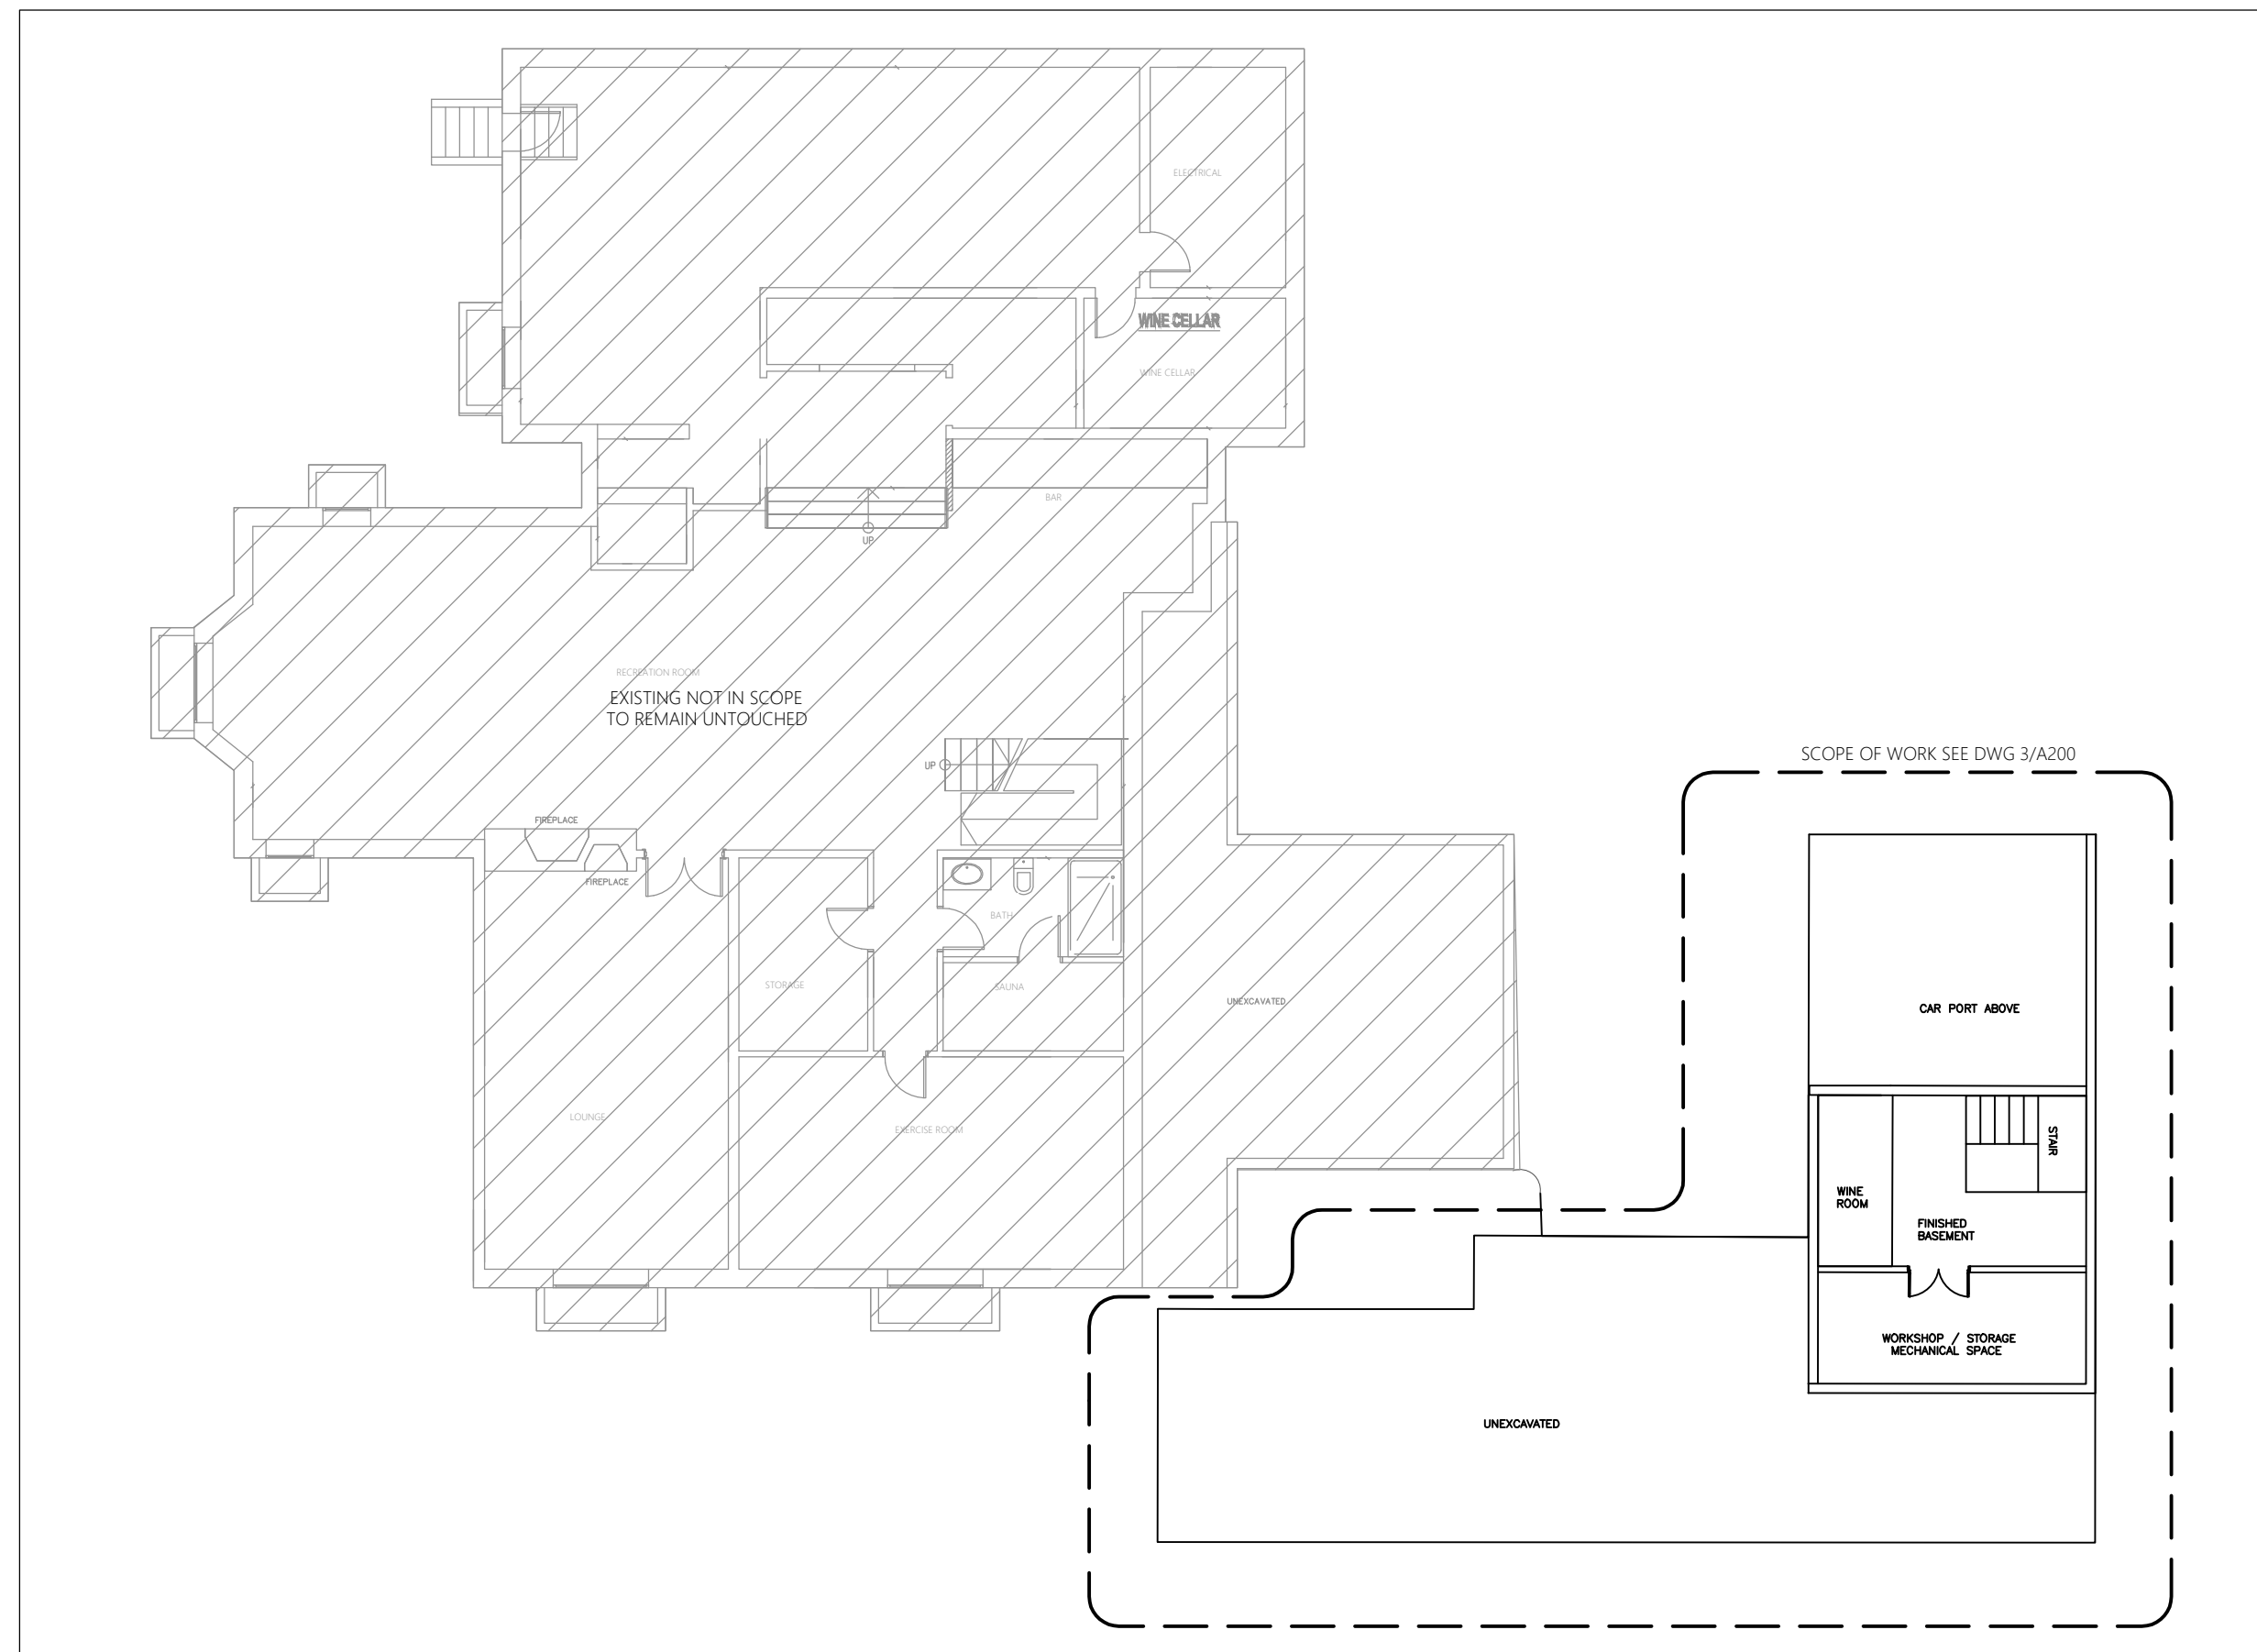 ELECTRICAL
WINE CELLAR
WINE CELLAR
BAR
UP
RECREATION ROOM
EXISTING NOT IN SCOPE
TO REMAIN UNTOUCHED
SCOPE OF WORK SEE DWG 3/A200
UP
FIREPLACE
FIREPLACE
BATH
STORAGE
SAUNA
UNEXCAVATED
CAR PORT ABOVE
LOUNGE
EXERCISE ROOM
STAIR
WINE
ROOM
FINISHED
BASEMENT
WORKSHOP / STORAGE
MECHANICAL SPACE
UNEXCAVATED